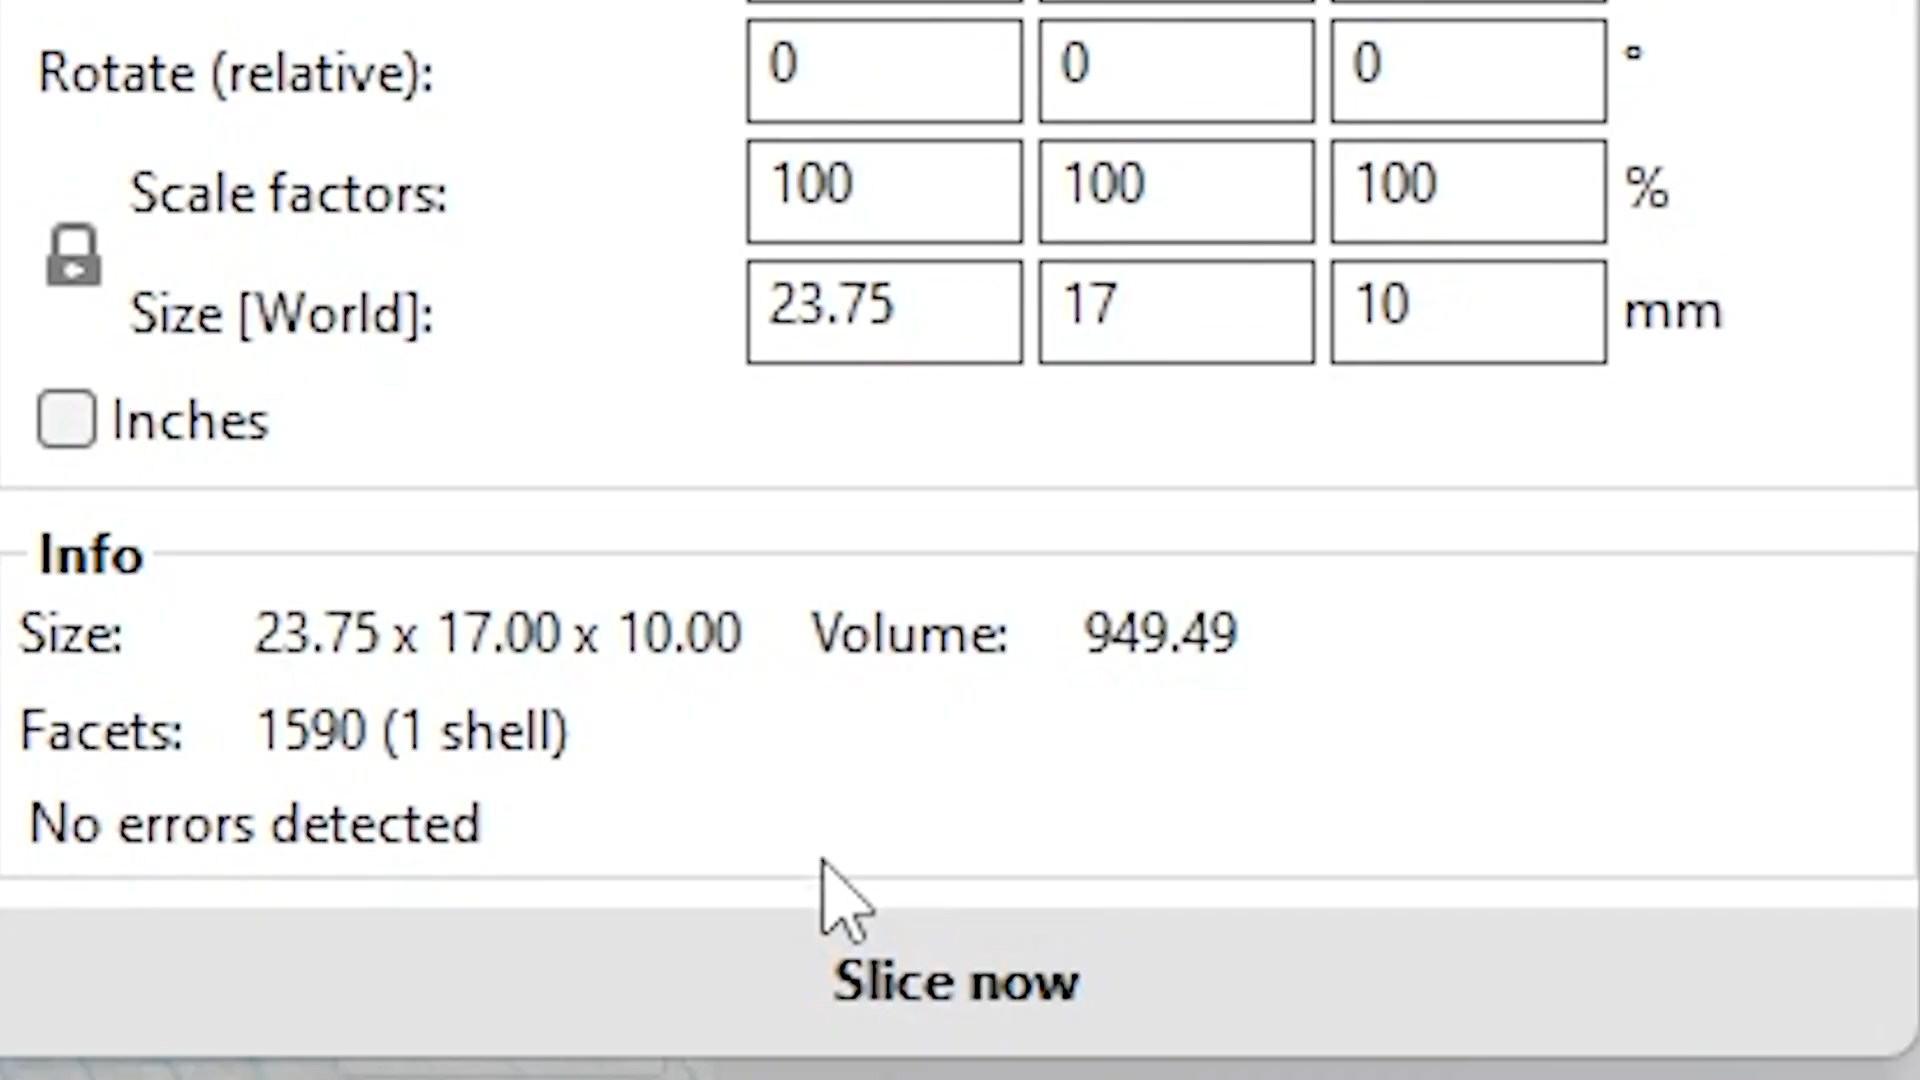 Rotate (relative): 0 0 0 °
Scale factors: 100 100 100 %
Size [World]: 23.75 17 10 mm
Inches
Info
Size: 23.75 x 17.00 x 10.00 Volume: 949.49
Facets: 1590 (1 shell)
No errors detected
Slice now